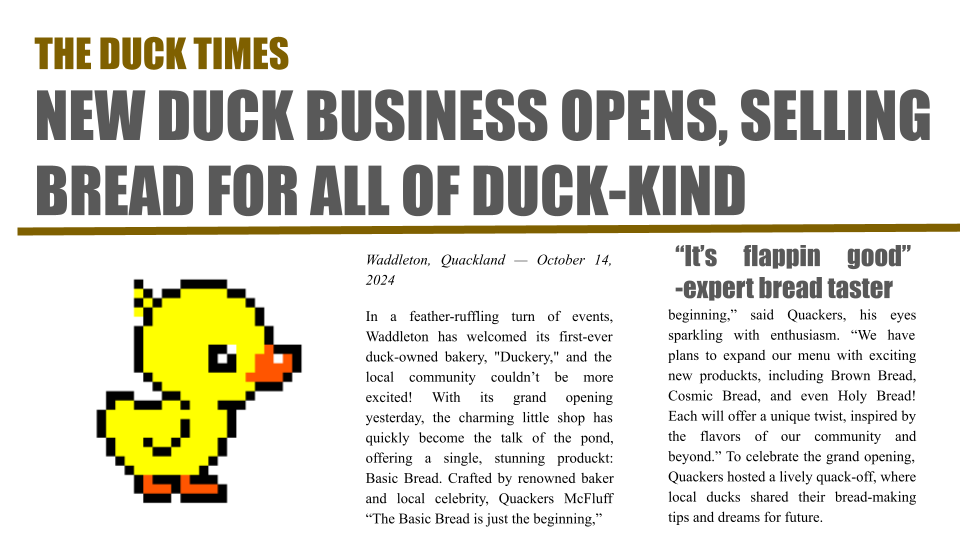 THE DUCK TIMES
NEW DUCK BUSINESS OPENS, SELLING
BREAD FOR ALL OF DUCK-KIND
Waddleton, Quackland — October 14,
2024
In a feather-ruffling turn of events,
Waddleton has welcomed its first-ever
duck-owned bakery, "Duckery," and the
local community couldn’t be more
excited! With its grand opening
yesterday, the charming little shop has
quickly become the talk of the pond,
offering a single, stunning produckt:
Basic Bread. Crafted by renowned baker
and local celebrity, Quackers McFluff
“The Basic Bread is just the beginning,”
“It’s flappin good”
-expert bread taster
beginning,” said Quackers, his eyes
sparkling with enthusiasm. “We have
plans to expand our menu with exciting
new produckts, including Brown Bread,
Cosmic Bread, and even Holy Bread!
Each will offer a unique twist, inspired by
the flavors of our community and
beyond.” To celebrate the grand opening,
Quackers hosted a lively quack-off, where
local ducks shared their bread-making
tips and dreams for future.